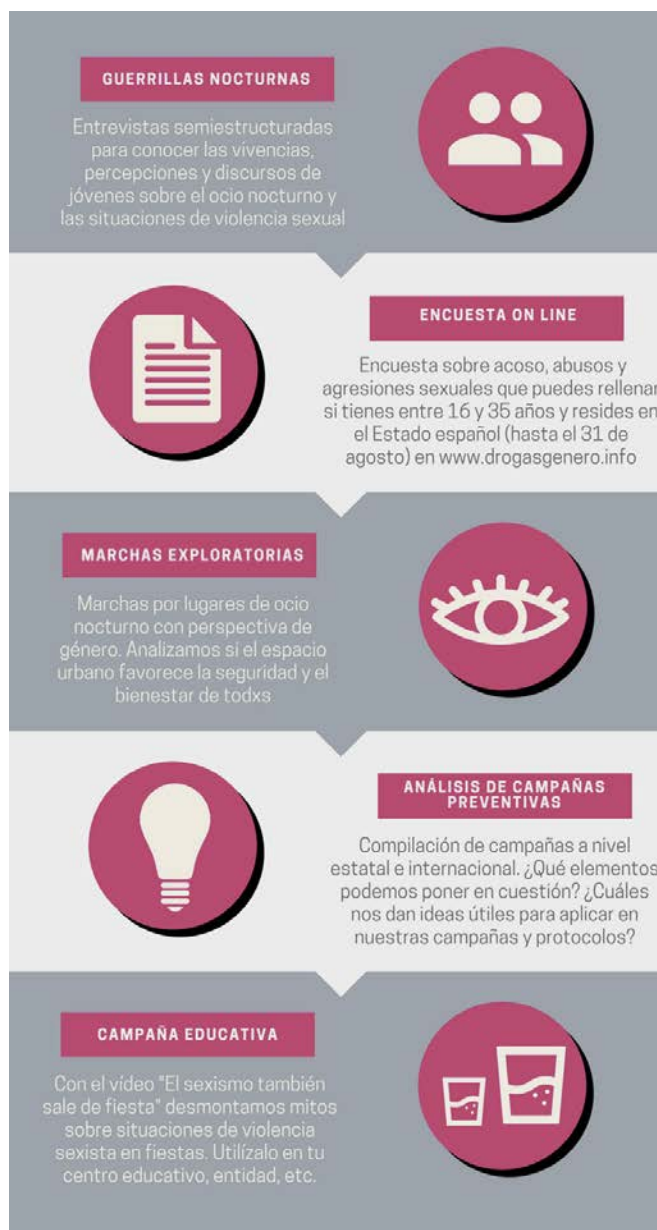 GUERRILLAS NOCTURNAS
Entrevistas semiestructuradas
para conocer las vivencias,
percepciones y discursos de
jóvenes sobre el ocio nocturno y
las situaciones de violencia sexual
ENCUESTA ON LINE
Encuesta sobre acoso, abusos y
agresiones sexuales que puedes rellenar
si tienes entre 16 y 35 años y resides en
el Estado español (hasta el 31 de
agosto) en www.drogasgenero.info
MARCHAS EXPLORATORIAS
Marchas por lugares de ocio
nocturno con perspectiva de
género. Analizamos si el espacio
urbano favorece la seguridad y el
bienestar de todxs
ANÁLISIS DE CAMPAÑAS
PREVENTIVAS
Compilación de campañas a nivel
estatal e internacional. ¿Qué elementos
podemos poner en cuestión? ¿Cuáles
nos dan ideas útiles para aplicar en
nuestras campañas y protocolos?
CAMPAÑA EDUCATIVA
Con el vídeo "El sexismo también
sale de fiesta" desmontamos mitos
sobre situaciones de violencia
sexista en fiestas. Utilízalo en tu
centro educativo, entidad, etc.